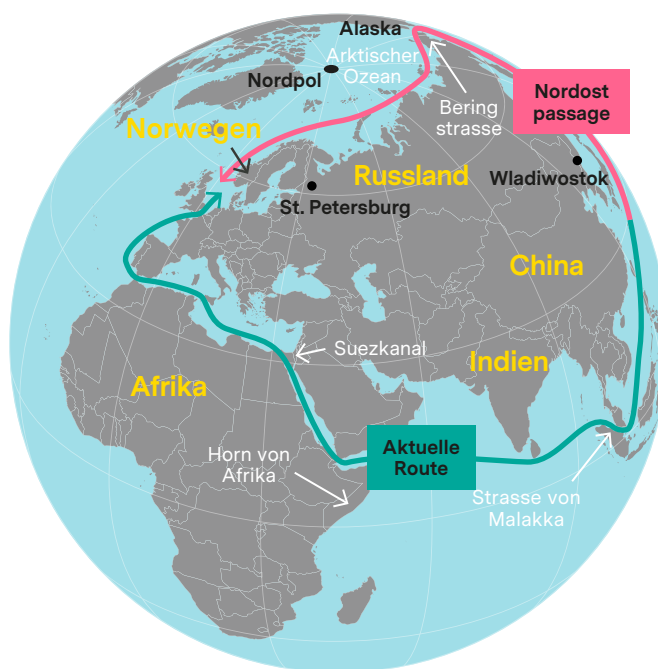 Alaska
Arktischer
Ozean
Nordpol
Bering
strasse
Nordost
passage
Norwegen
Russland
Wladiwostok
St. Petersburg
China
Suezkanal
Indien
Afrika
Aktuelle
Route
Horn von
Afrika
Strasse von
Malakka